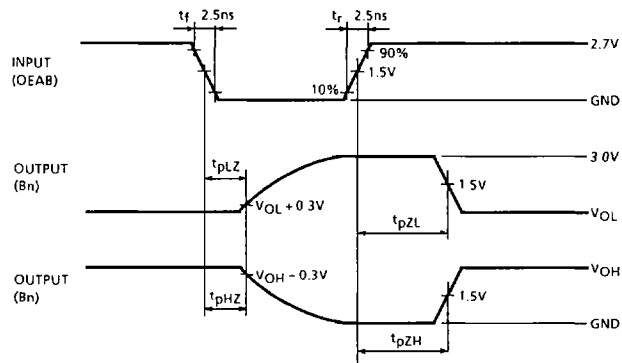 tf 2.5ns
tr 2.5ns
INPUT
(OEAB)
90%
1.5V
10%
2.7V
GND
OUTPUT
(Bn)
tpLZ
VOL + 0.3V
tpZL
3.0V
1.5V
VOL
OUTPUT
(Bn)
tpHZ
VOH - 0.3V
tpZH
VOH
1.5V
GND